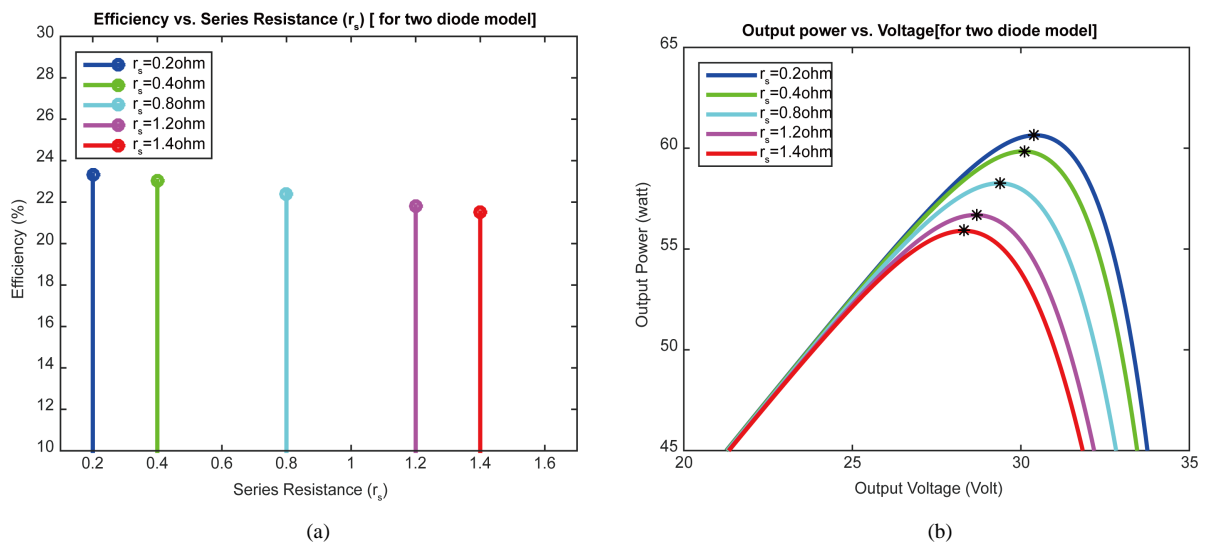 Efficiency vs. Series Resistance (rs) [ for two diode model]
30
28
26
24
22
20
18
16
14
12
10
Efficiency (%)
rs=0.2ohm
rs=0.4ohm
rs=0.8ohm
rs=1.2ohm
rs=1.4ohm
0.2 0.4 0.6 0.8 1 1.2 1.4 1.6
Series Resistance (rs)
(a)
Output power vs. Voltage[for two diode model]
65
60
55
50
45
Output Power (watt)
rs=0.2ohm
rs=0.4ohm
rs=0.8ohm
rs=1.2ohm
rs=1.4ohm
20 25 30 35
Output Voltage (Volt)
(b)